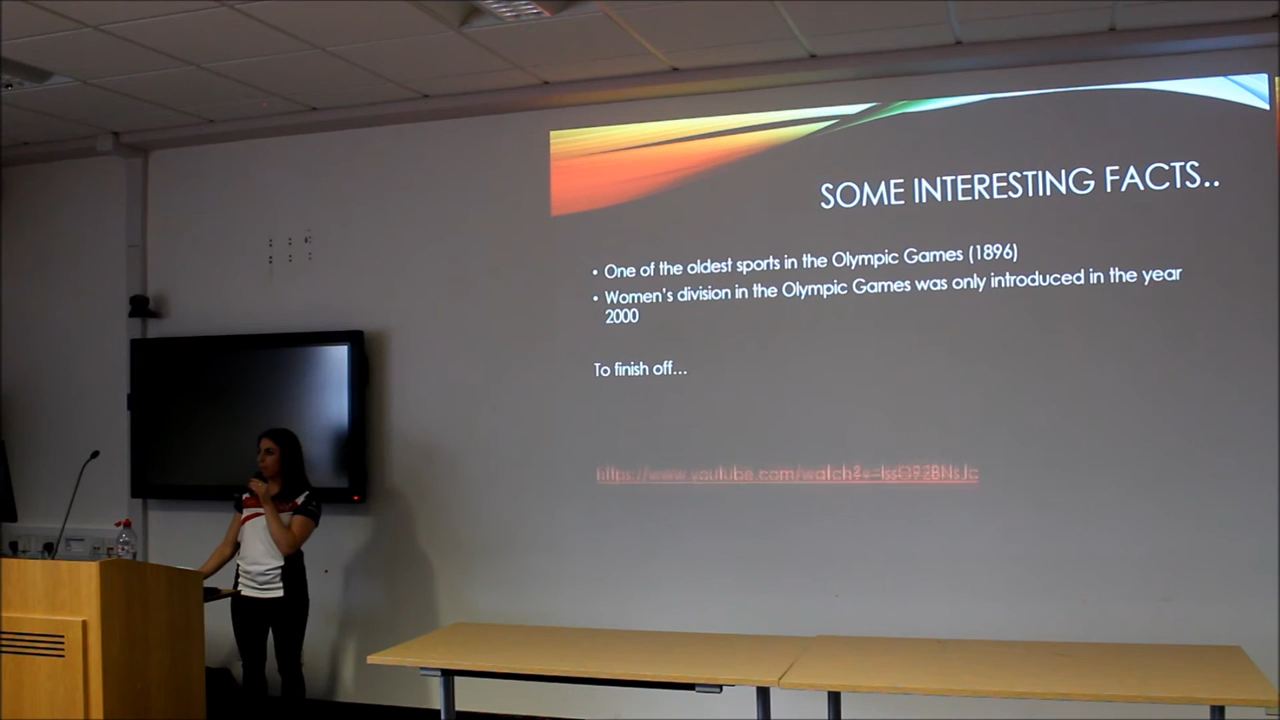 SOME INTERESTING FACTS..
• One of the oldest sports in the Olympic Games (1896)
• Women's division in the Olympic Games was only introduced in the year
2000
To finish off...